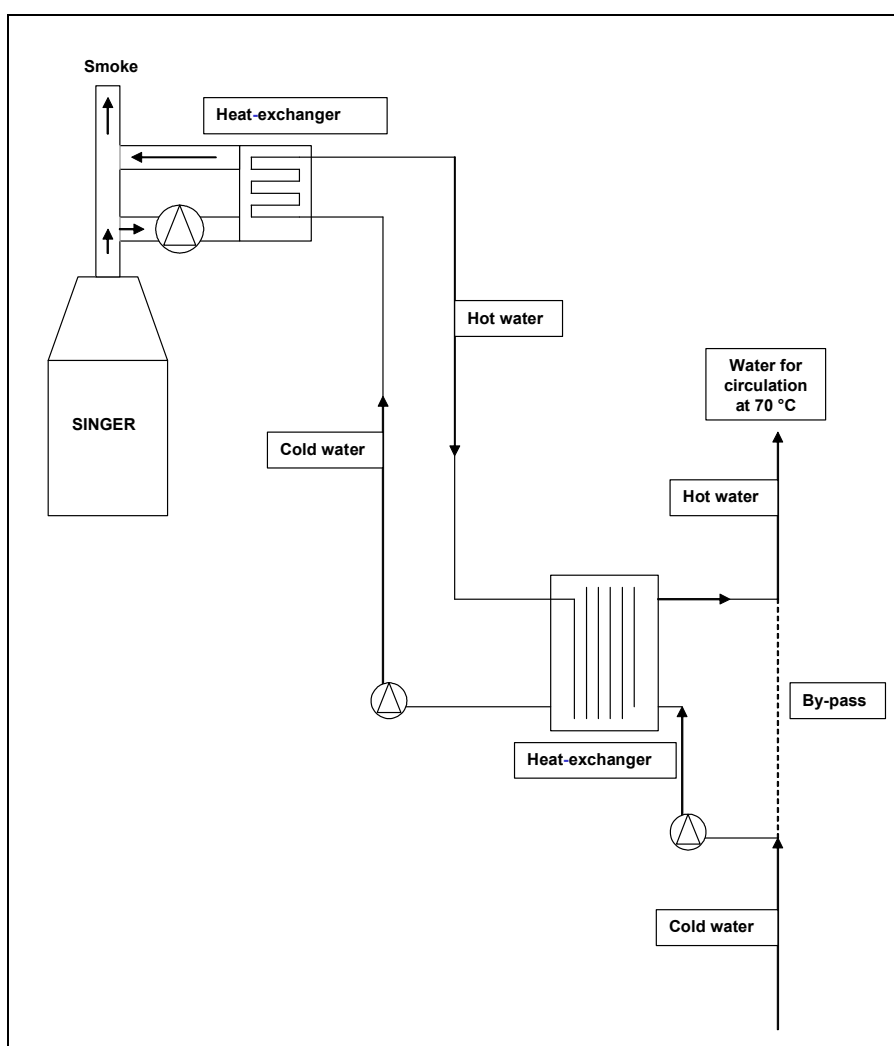 Smoke
Heat-exchanger
Hot water
Water for
circulation
at 70 °C
SINGER
Cold water
Hot water
By-pass
Heat-exchanger
Cold water